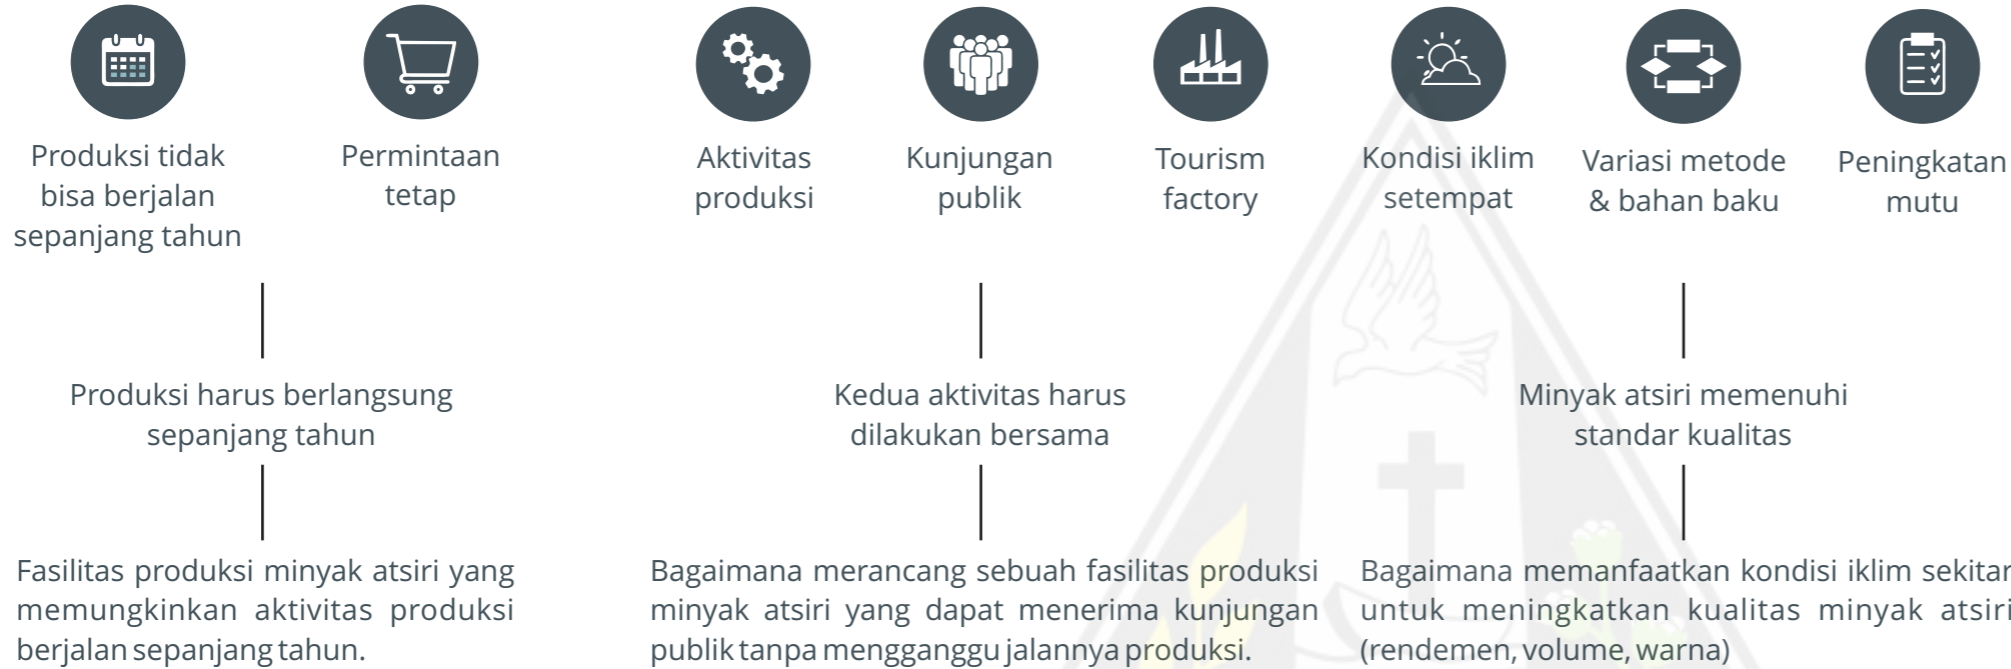 Produksi tidak
bisa berjalan
sepanjang tahun
Permintaan
tetap
Aktivitas
produksi
Kunjungan
publik
Tourism
factory
Kondisi iklim
setempat
Variasi metode
& bahan baku
Peningkatan
mutu
Produksi harus berlangsung
sepanjang tahun
Kedua aktivitas harus
dilakukan bersama
Minyak atsiri memenuhi
standar kualitas
Fasilitas produksi minyak atsiri yang
memungkinkan aktivitas produksi
berjalan sepanjang tahun.
Bagaimana merancang sebuah fasilitas produksi
minyak atsiri yang dapat menerima kunjungan
publik tanpa mengganggu jalannya produksi.
Bagaimana memanfaatkan kondisi iklim sekitar
untuk meningkatkan kualitas minyak atsiri
(rendemen, volume, warna)